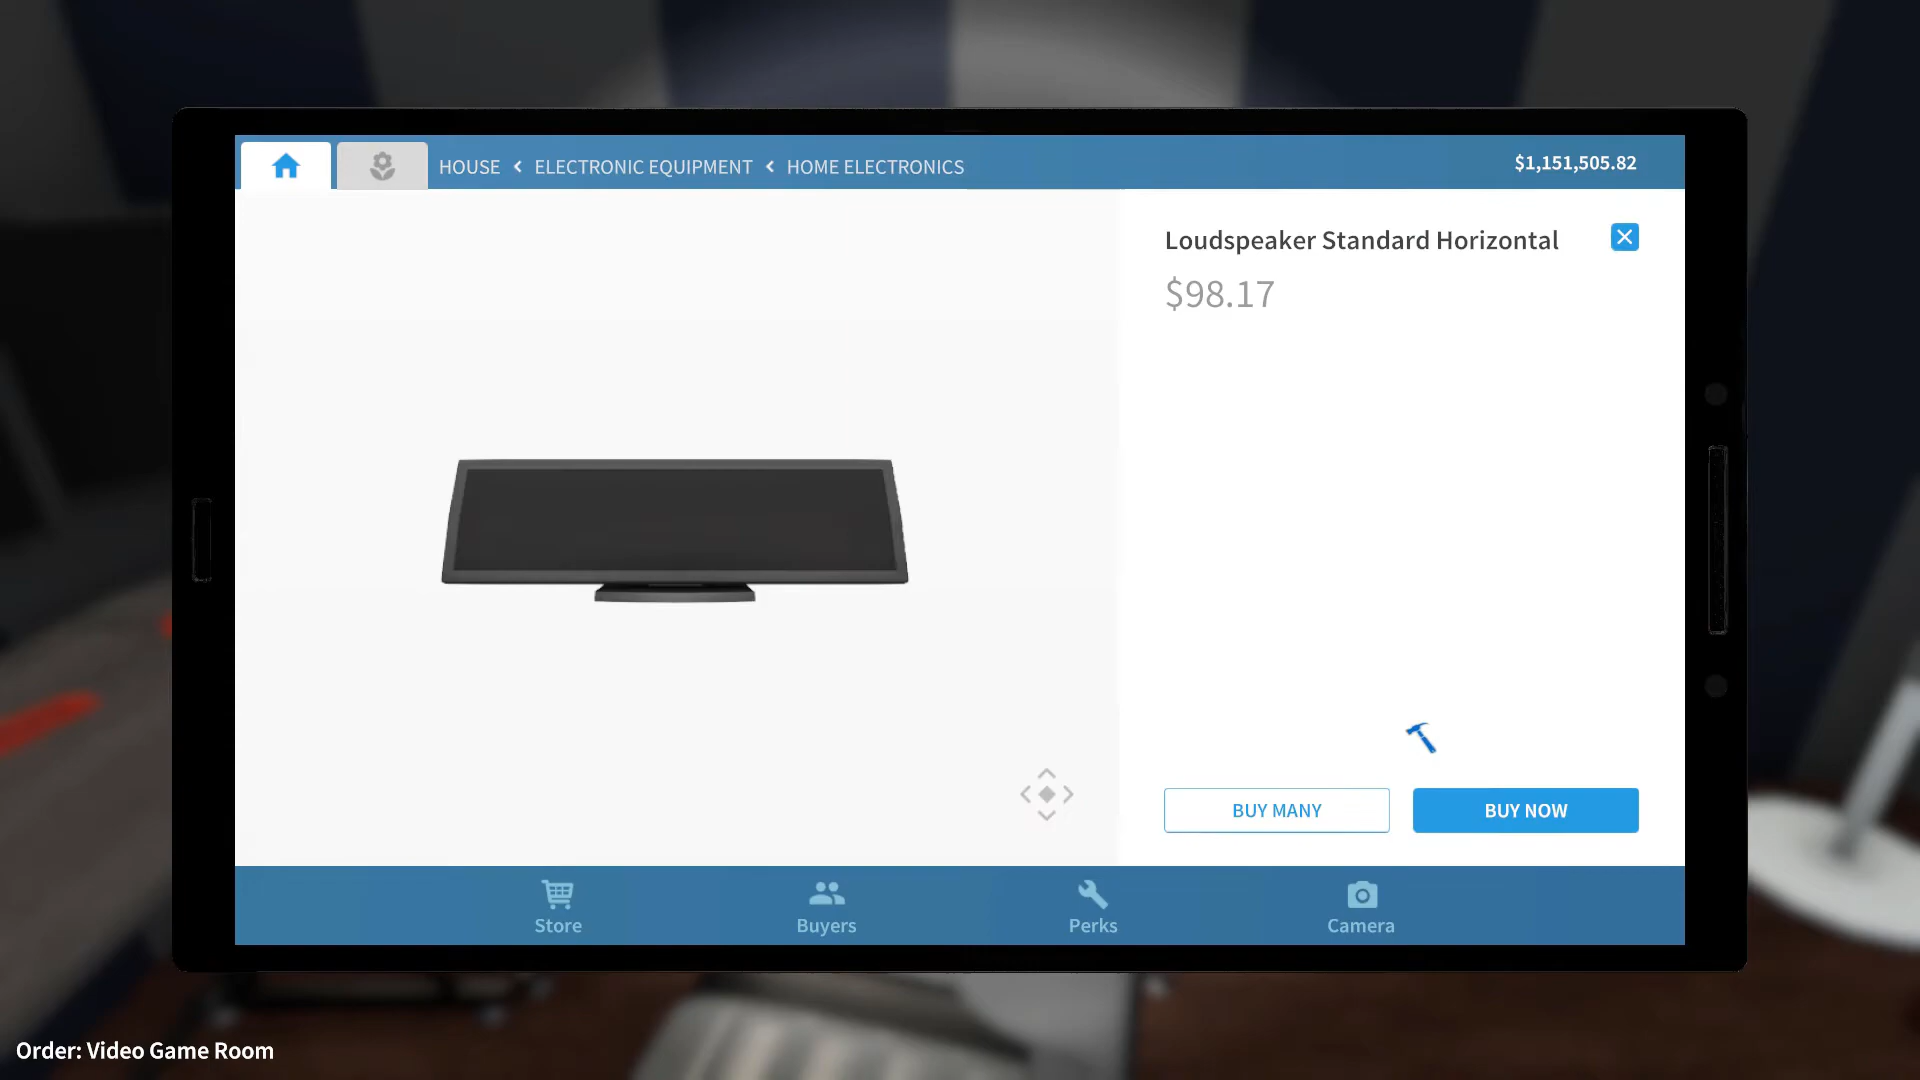 HOUSE < ELECTRONIC EQUIPMENT < HOME ELECTRONICS
$1,151,505.82
Loudspeaker Standard Horizontal
$98.17
BUY MANY
BUY NOW
Store
Buyers
Perks
Camera
Order: Video Game Room